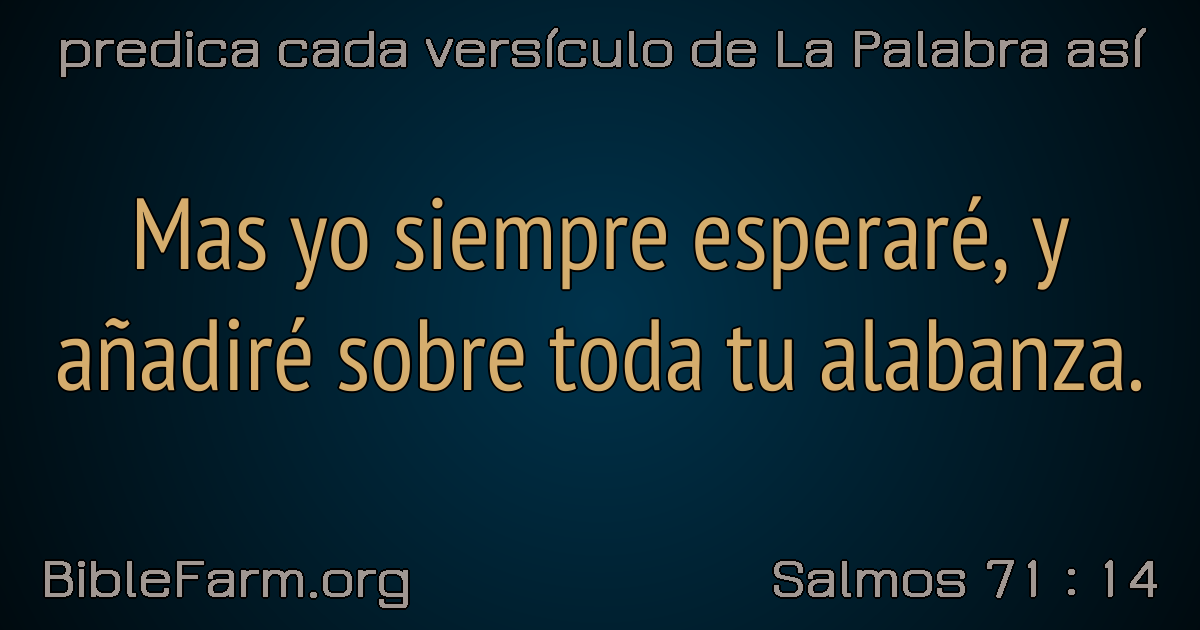 predica cada versículo de La Palabra así
Mas yo siempre esperaré, y
añadiré sobre toda tu alabanza.
BibleFarm.org
Salmos 71 : 14